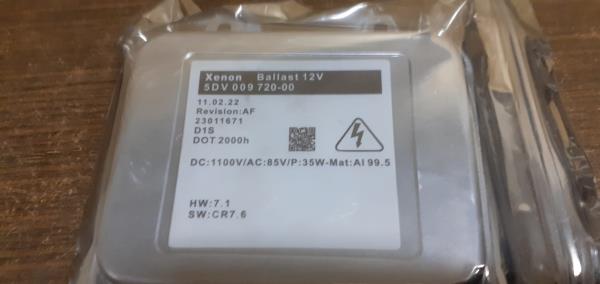 Xenon Ballast 12V
5DV 009 720-00
11.02.22
Revision:AF
23011671
D1S
DOT 2000h
DC:1100V/AC:85V/P:35W-Mat:Al 99.5
HW:7.1
SW:CR7.6